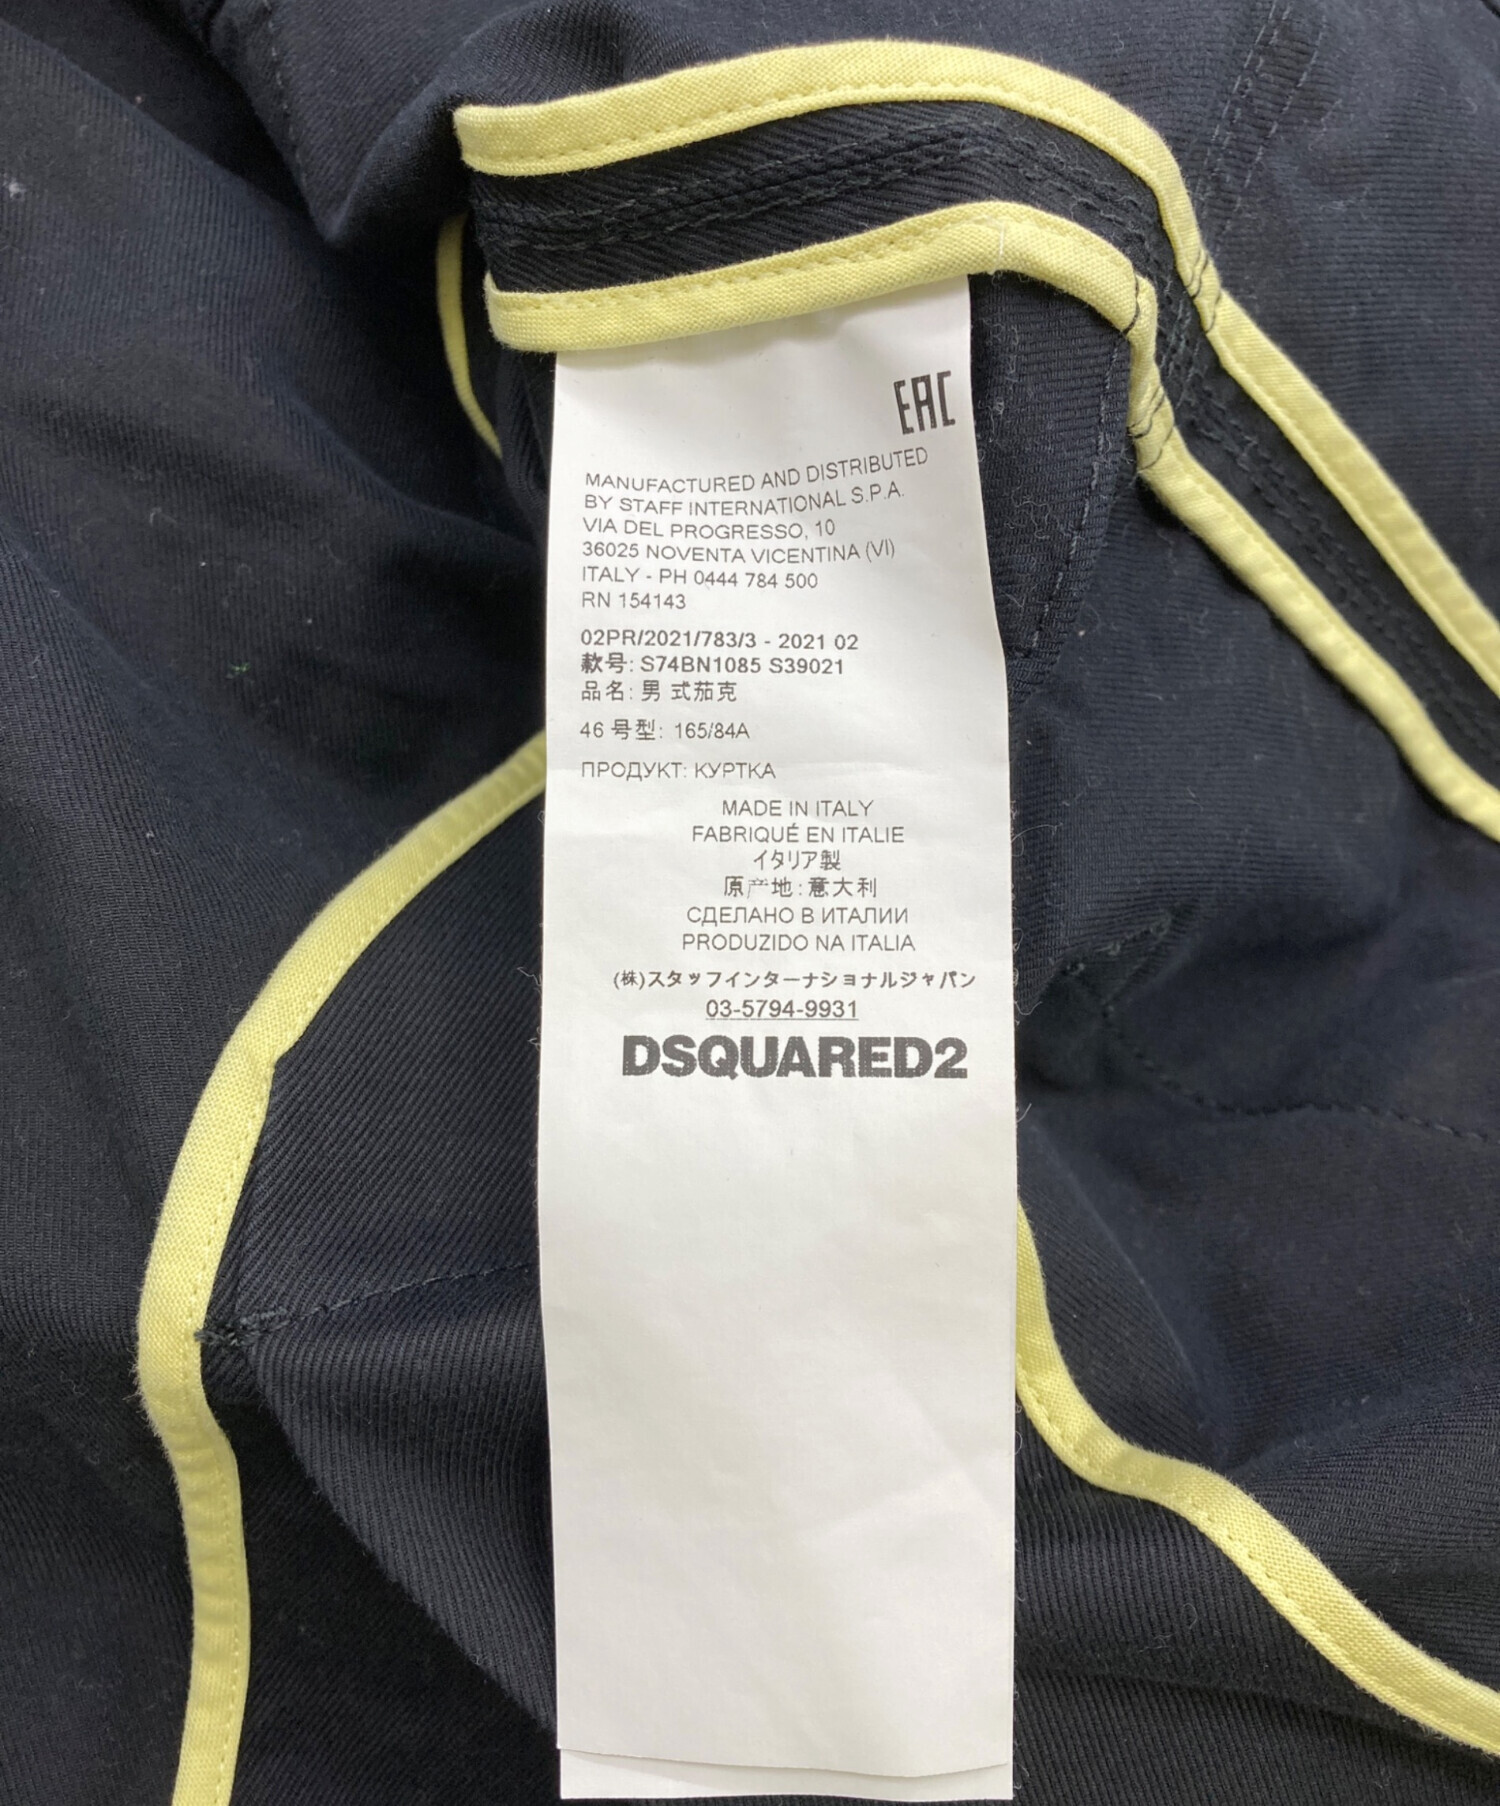 EAC
MANUFACTURED AND DISTRIBUTED
BY STAFF INTERNATIONAL S.P.A.
VIA DEL PROGRESSO, 10
36025 NOVENTA VICENTINA (VI)
ITALY - PH 0444 784 500
RN 154143
02PR/2021/783/3 - 2021 02
款号: S74BN1085 S39021
品名: 男 式茄克
46 号型: 165/84A
ПРОДУКТ: КУРТКА
MADE IN ITALY
FABRIQUÉ EN ITALIE
イタリア製
原产地: 意大利
СДЕЛАНО В ИТАЛИИ
PRODUZIDO NA ITALIA
(株)スタッフインターナショナルジャパン
03-5794-9931
DSQUARED2